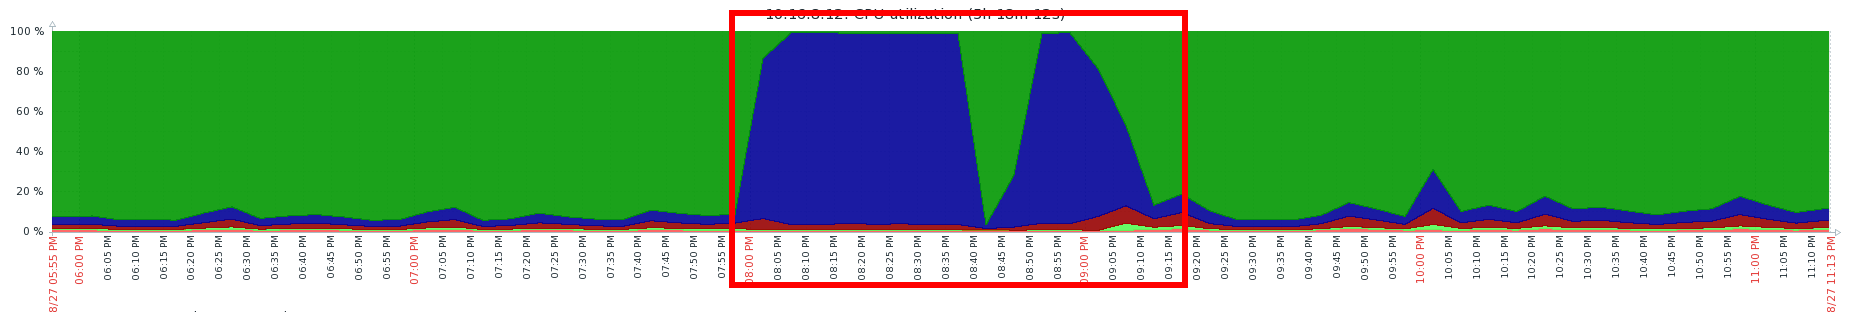 10.10.8.12: CPU utilization (5h 18m 12s)
100 %
80 %
60 %
40 %
20 %
0 %
8/27 05:55 PM
06:00 PM
06:05 PM
06:10 PM
06:15 PM
06:20 PM
06:25 PM
06:30 PM
06:35 PM
06:40 PM
06:45 PM
06:50 PM
06:55 PM
07:00 PM
07:05 PM
07:10 PM
07:15 PM
07:20 PM
07:25 PM
07:30 PM
07:35 PM
07:40 PM
07:45 PM
07:50 PM
07:55 PM
08:00 PM
08:05 PM
08:10 PM
08:15 PM
08:20 PM
08:25 PM
08:30 PM
08:35 PM
08:40 PM
08:45 PM
08:50 PM
08:55 PM
09:00 PM
09:05 PM
09:10 PM
09:15 PM
09:20 PM
09:25 PM
09:30 PM
09:35 PM
09:40 PM
09:45 PM
09:50 PM
09:55 PM
10:00 PM
10:05 PM
10:10 PM
10:15 PM
10:20 PM
10:25 PM
10:30 PM
10:35 PM
10:40 PM
10:45 PM
10:50 PM
10:55 PM
11:00 PM
11:05 PM
11:10 PM
8/27 11:13 PM